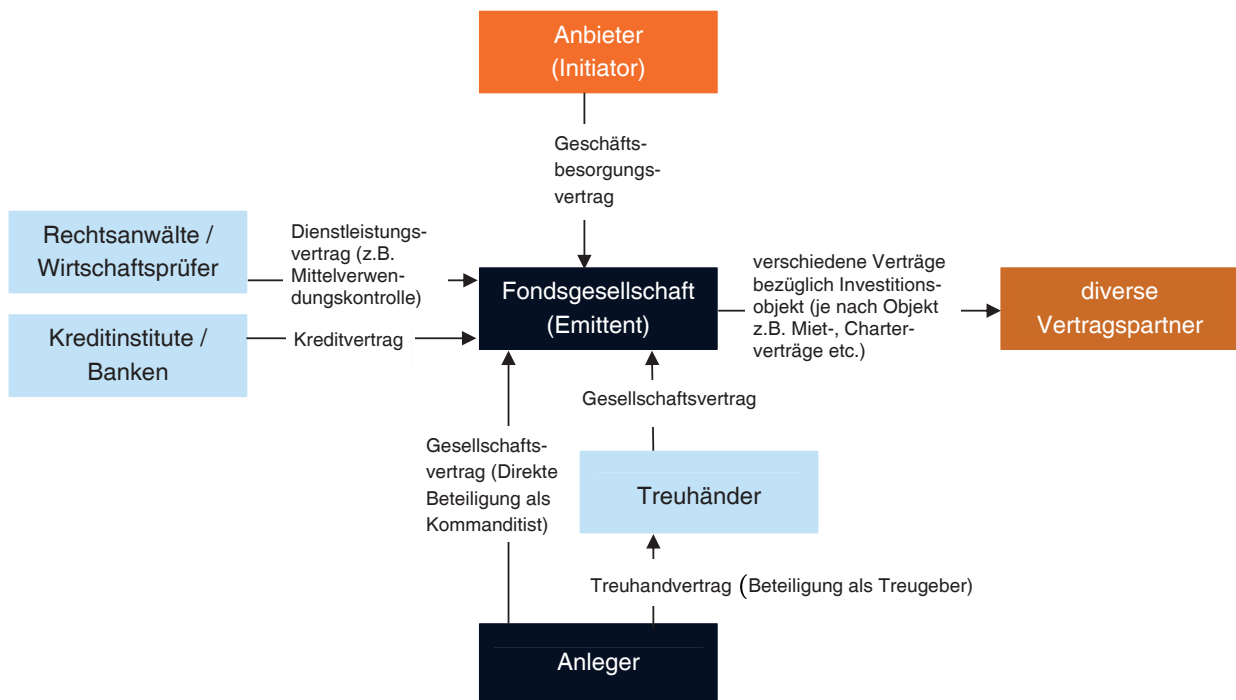 Anbieter
(Initiator)
Geschäfts-
besorgungs-
vertrag
Rechtsanwälte /
Wirtschaftsprüfer
Dienstleistungs-
vertrag (z.B.
Mittelverwen-
dungskontrolle)
Fondsgesellschaft
(Emittent)
verschiedene Verträge
bezüglich Investitions-
objekt (je nach Objekt
z.B. Miet-, Charter-
verträge etc.)
diverse
Vertragspartner
Kreditinstitute /
Banken
Kreditvertrag
Gesellschaftsvertrag
Gesellschafts-
vertrag (Direkte
Beteiligung als
Kommanditist)
Treuhänder
Treuhandvertrag (Beteiligung als Treugeber)
Anleger